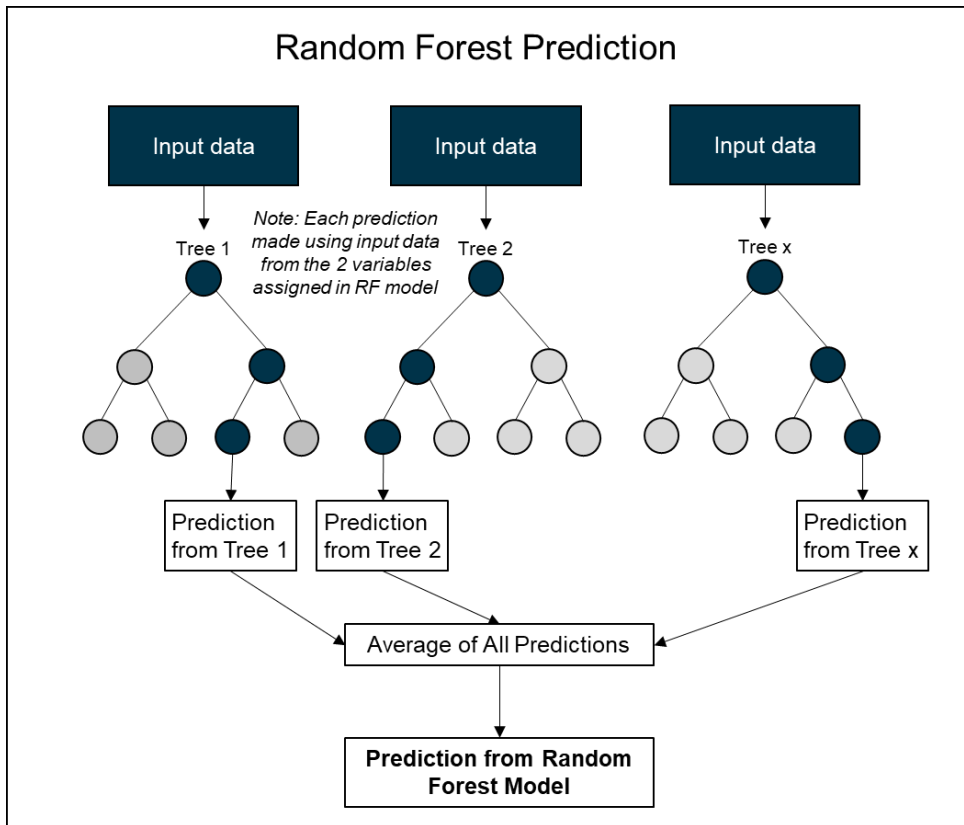 Random Forest Prediction
Input data
Input data
Input data
Note: Each prediction
made using input data
from the 2 variables
assigned in RF model
Tree 1
Tree 2
Tree x
Prediction
from Tree 1
Prediction
from Tree 2
Prediction
from Tree x
Average of All Predictions
Prediction from Random
Forest Model